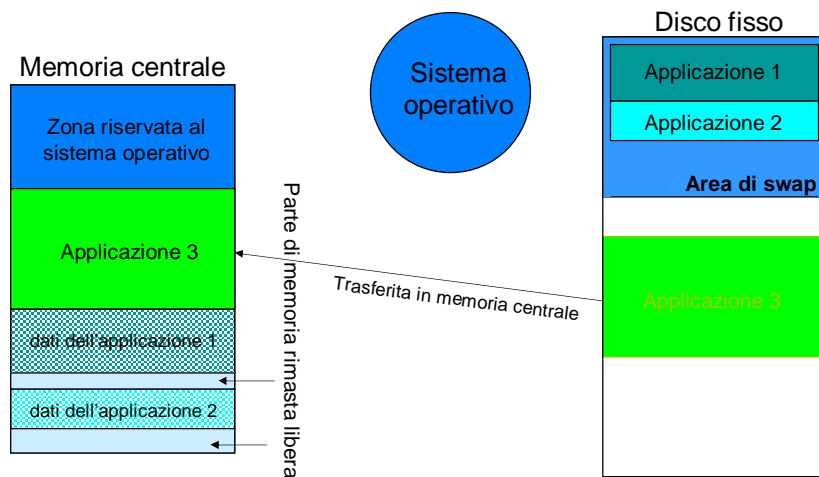 Memoria centrale
Zona riservata al
sistema operativo
Applicazione 3
dati dell'applicazione 1
dati dell'applicazione 2
Parte di memoria rimasta libera
Sistema
operativo
Trasferita in memoria centrale
Disco fisso
Applicazione 1
Applicazione 2
Area di swap
Applicazione 3